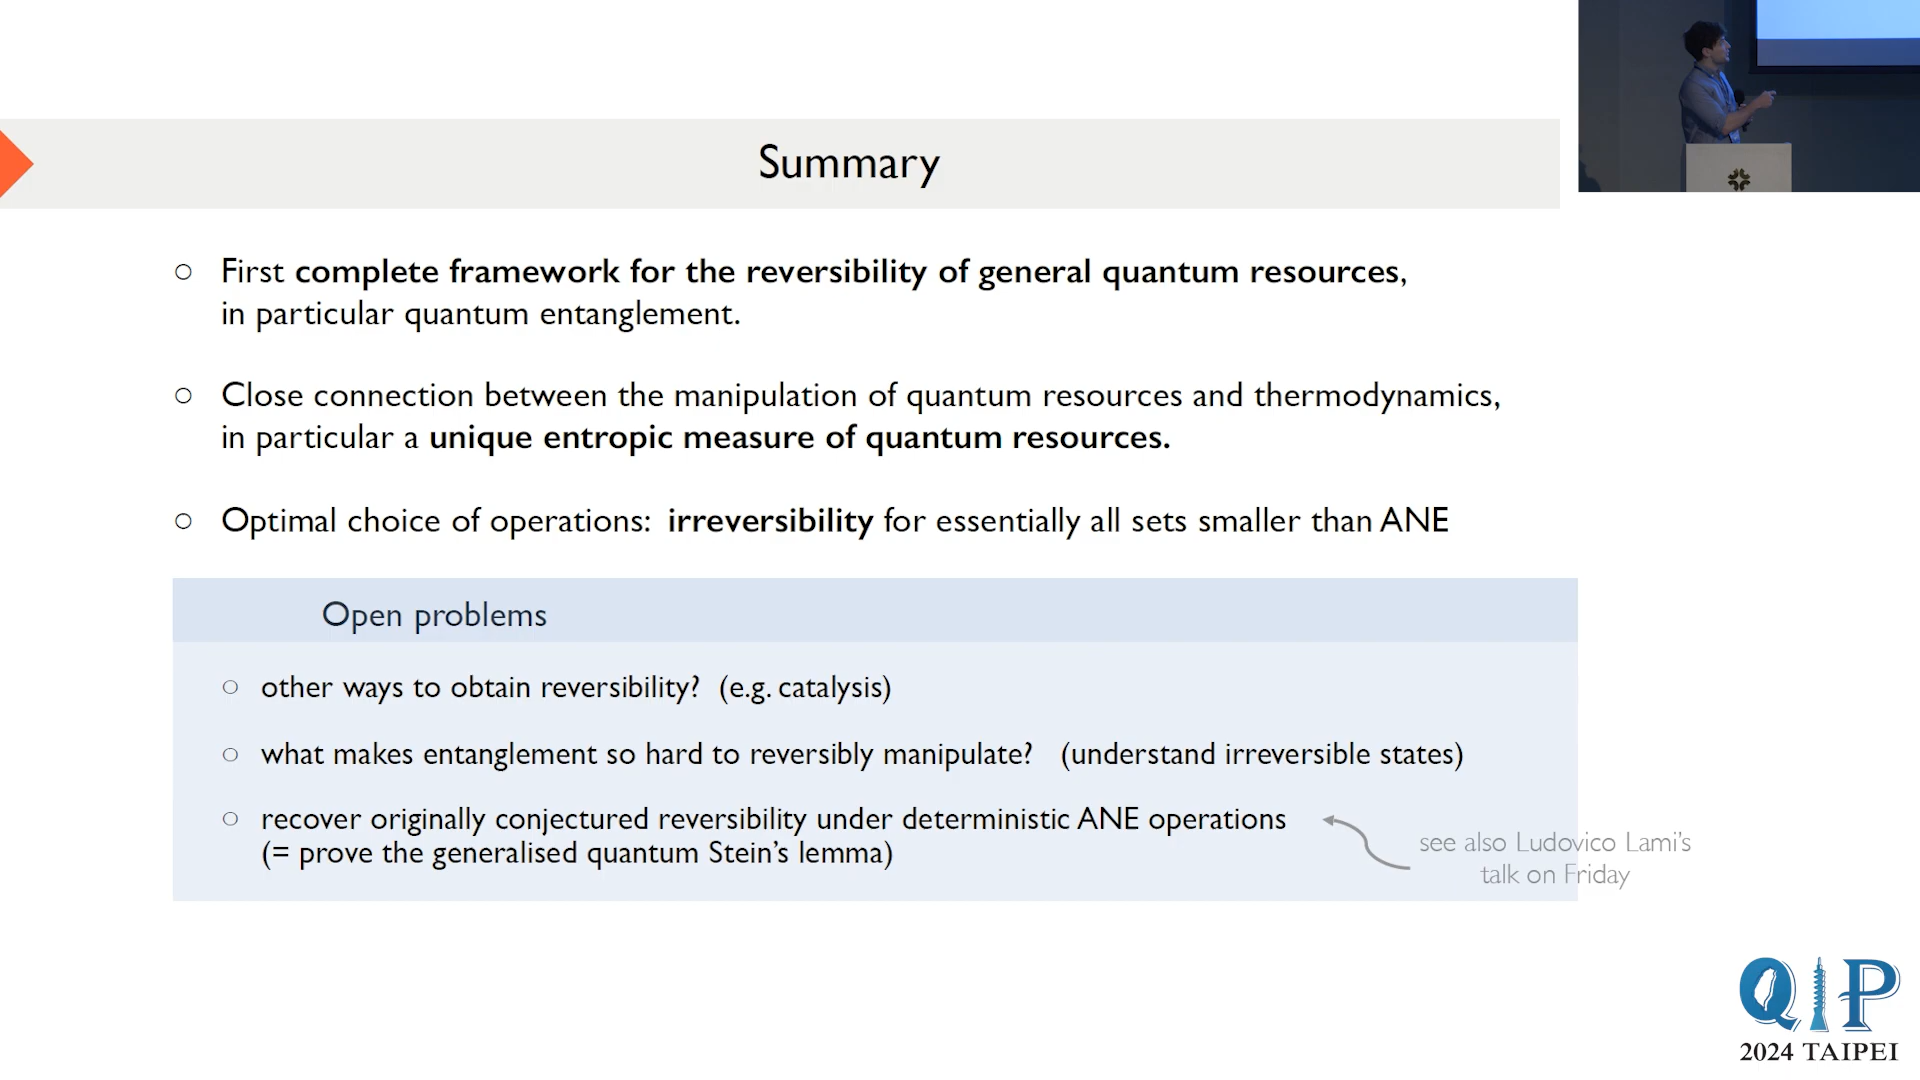 Summary
○ First complete framework for the reversibility of general quantum resources,
in particular quantum entanglement.
○ Close connection between the manipulation of quantum resources and thermodynamics,
in particular a unique entropic measure of quantum resources.
○ Optimal choice of operations: irreversibility for essentially all sets smaller than ANE
Open problems
○ other ways to obtain reversibility? (e.g. catalysis)
○ what makes entanglement so hard to reversibly manipulate? (understand irreversible states)
○ recover originally conjectured reversibility under deterministic ANE operations
(= prove the generalised quantum Stein's lemma)
see also Ludovico Lami's
talk on Friday
QIP
2024 TAIPEI